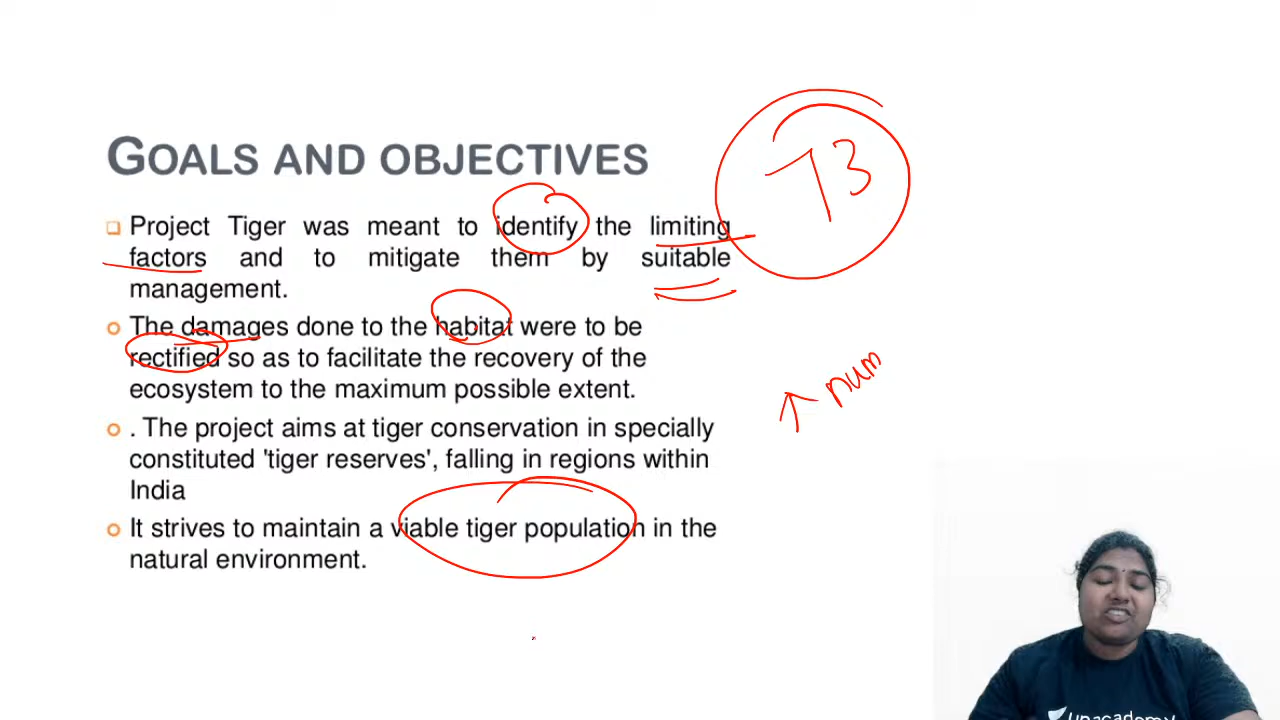 GOALS AND OBJECTIVES
73
Project Tiger was meant to identify the limiting
factors and to mitigate them by suitable
management.
The damages done to the habitat were to be
rectified so as to facilitate the recovery of the
ecosystem to the maximum possible extent.
↑ num
. The project aims at tiger conservation in specially
constituted 'tiger reserves', falling in regions within
India
It strives to maintain a viable tiger population in the
natural environment.
unacademy